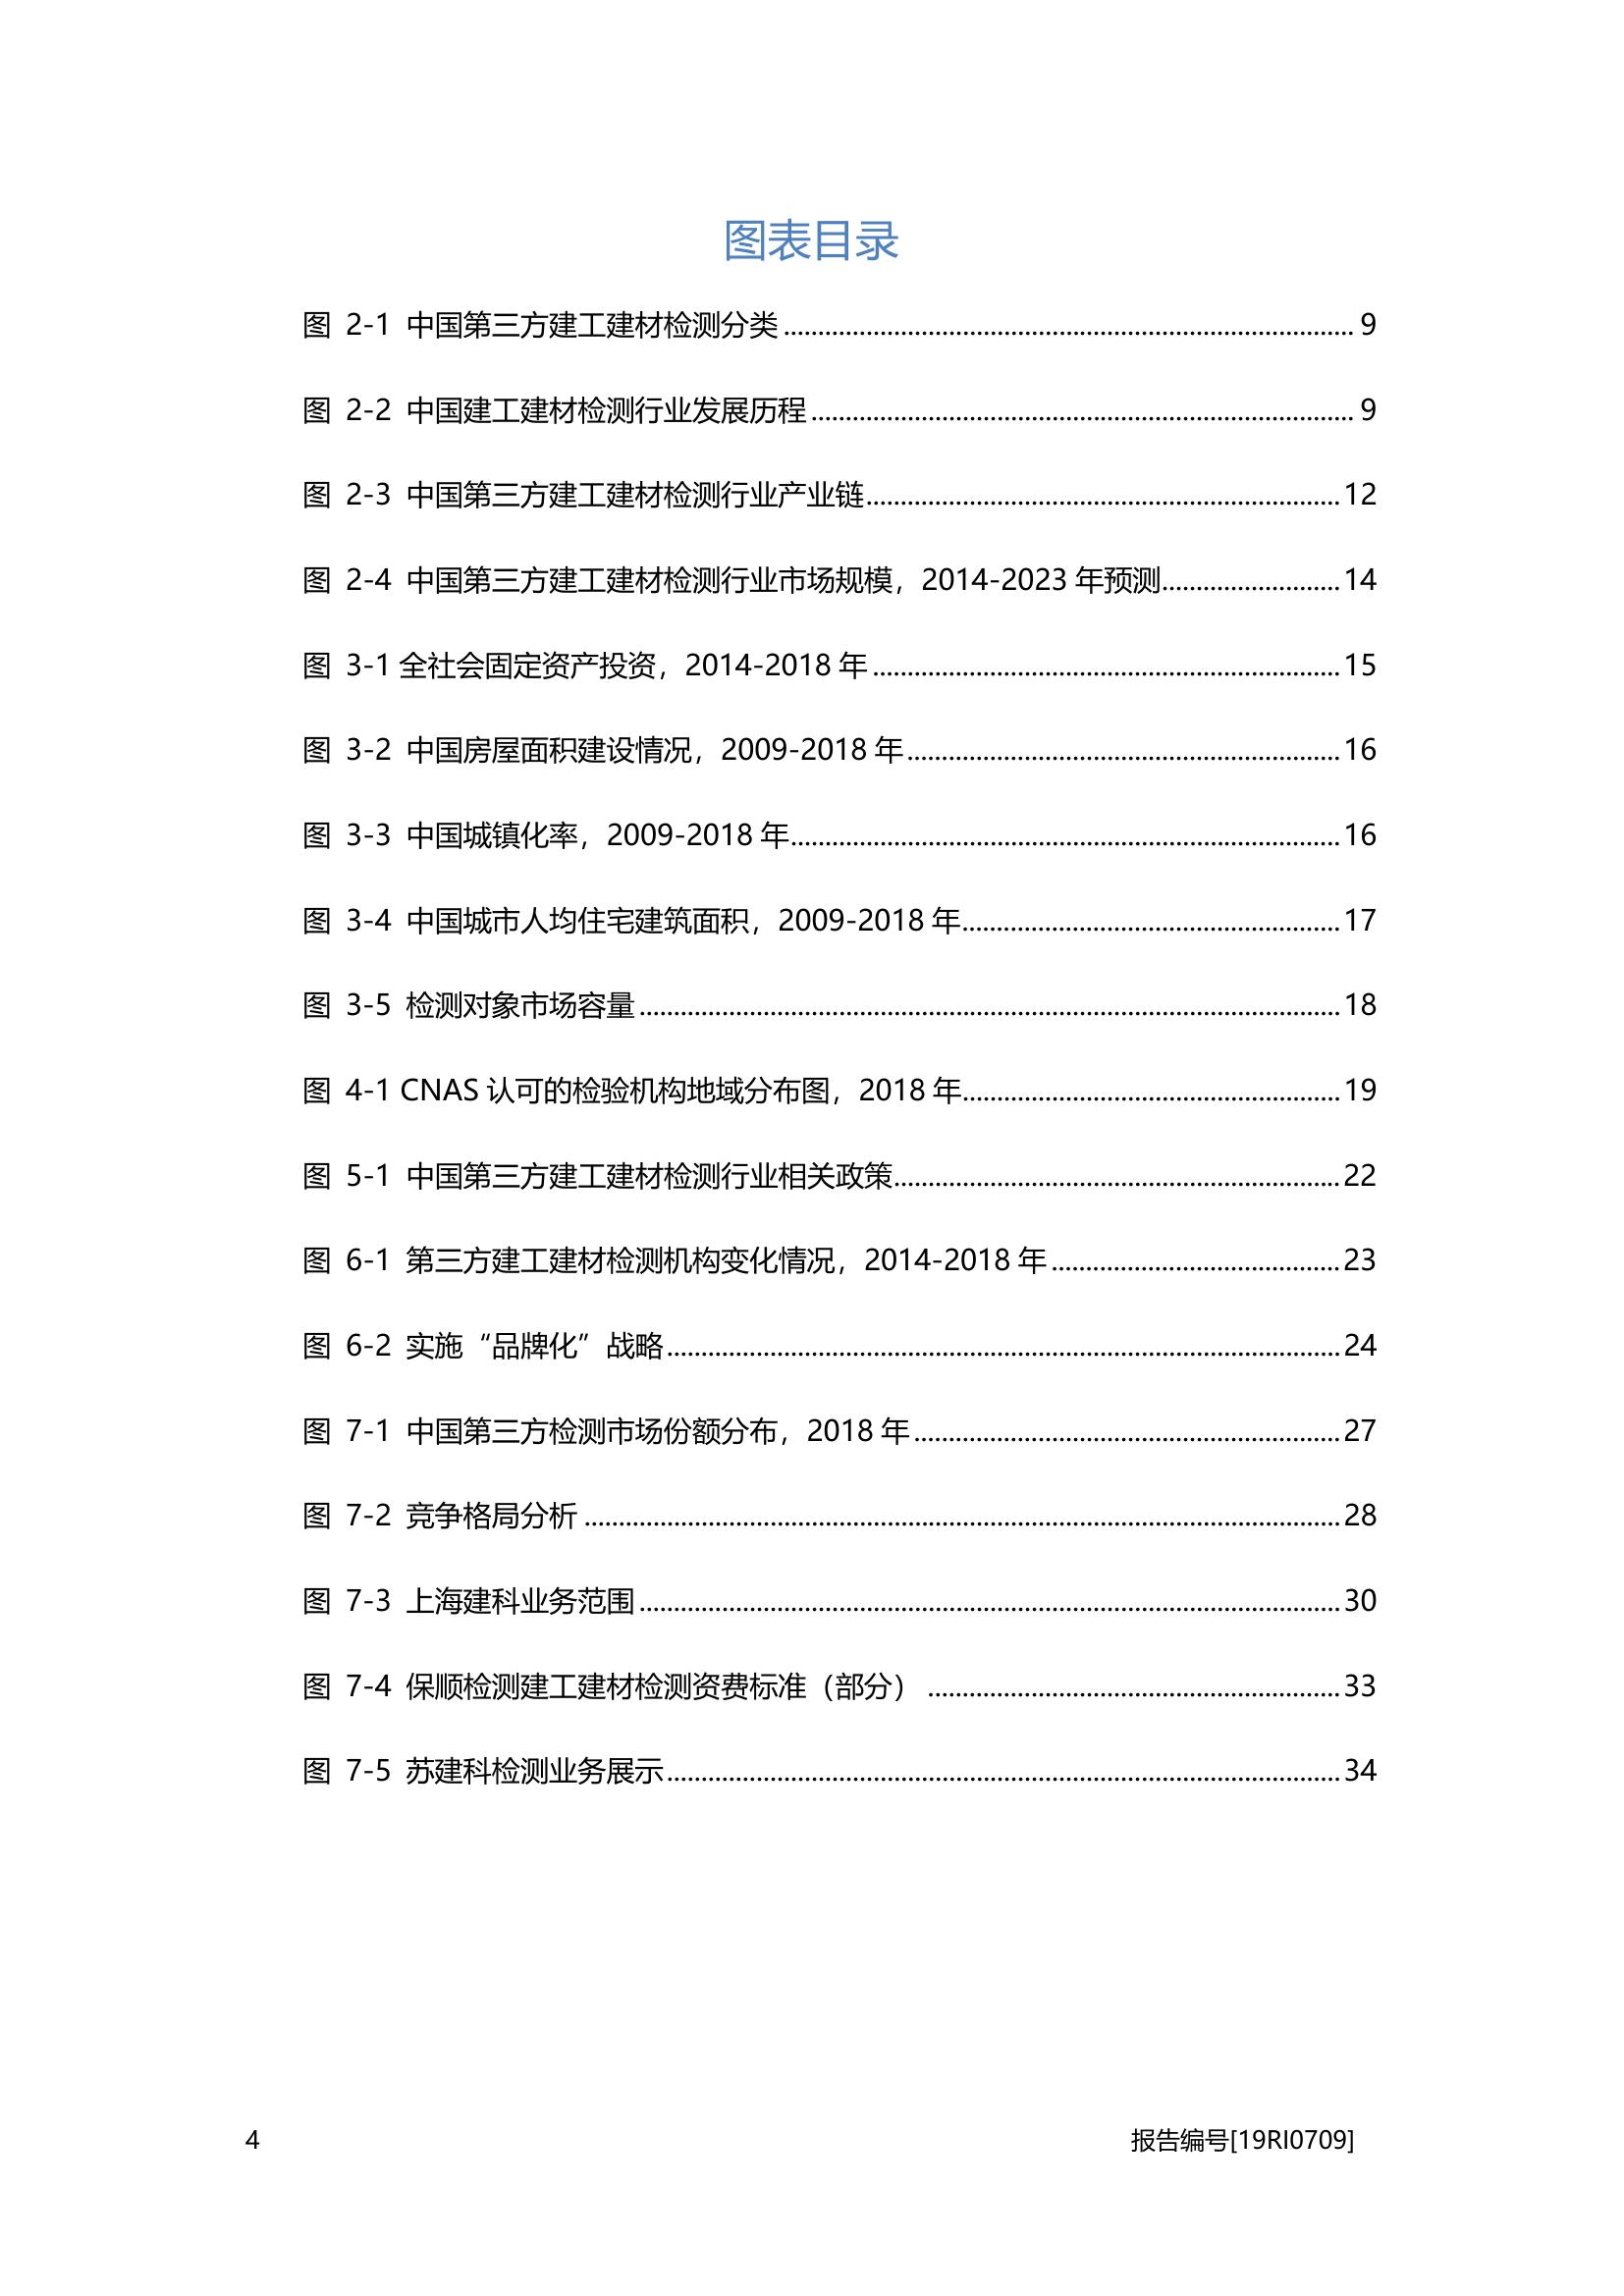 图表目录
图 2-1 中国第三方建工建材检测分类........................................9
图 2-2 中国建工建材检测行业发展历程........................................9
图 2-3 中国第三方建工建材检测行业产业链........................................12
图 2-4 中国第三方建工建材检测行业市场规模，2014-2023 年预测........................................14
图 3-1 全社会固定资产投资，2014-2018 年........................................15
图 3-2 中国房屋面积建设情况，2009-2018 年........................................16
图 3-3 中国城镇化率，2009-2018 年........................................16
图 3-4 中国城市人均住宅建筑面积，2009-2018 年........................................17
图 3-5 检测对象市场容量........................................18
图 4-1 CNAS 认可的检验机构地域分布图，2018 年........................................19
图 5-1 中国第三方建工建材检测行业相关政策........................................22
图 6-1 第三方建工建材检测机构变化情况，2014-2018 年........................................23
图 6-2 实施“品牌化”战略........................................24
图 7-1 中国第三方检测市场份额分布，2018 年........................................27
图 7-2 竞争格局分析........................................28
图 7-3 上海建科业务范围........................................30
图 7-4 保顺检测建工建材检测资费标准（部分）........................................33
图 7-5 苏建科检测业务展示........................................34
4 报告编号[19RI0709]